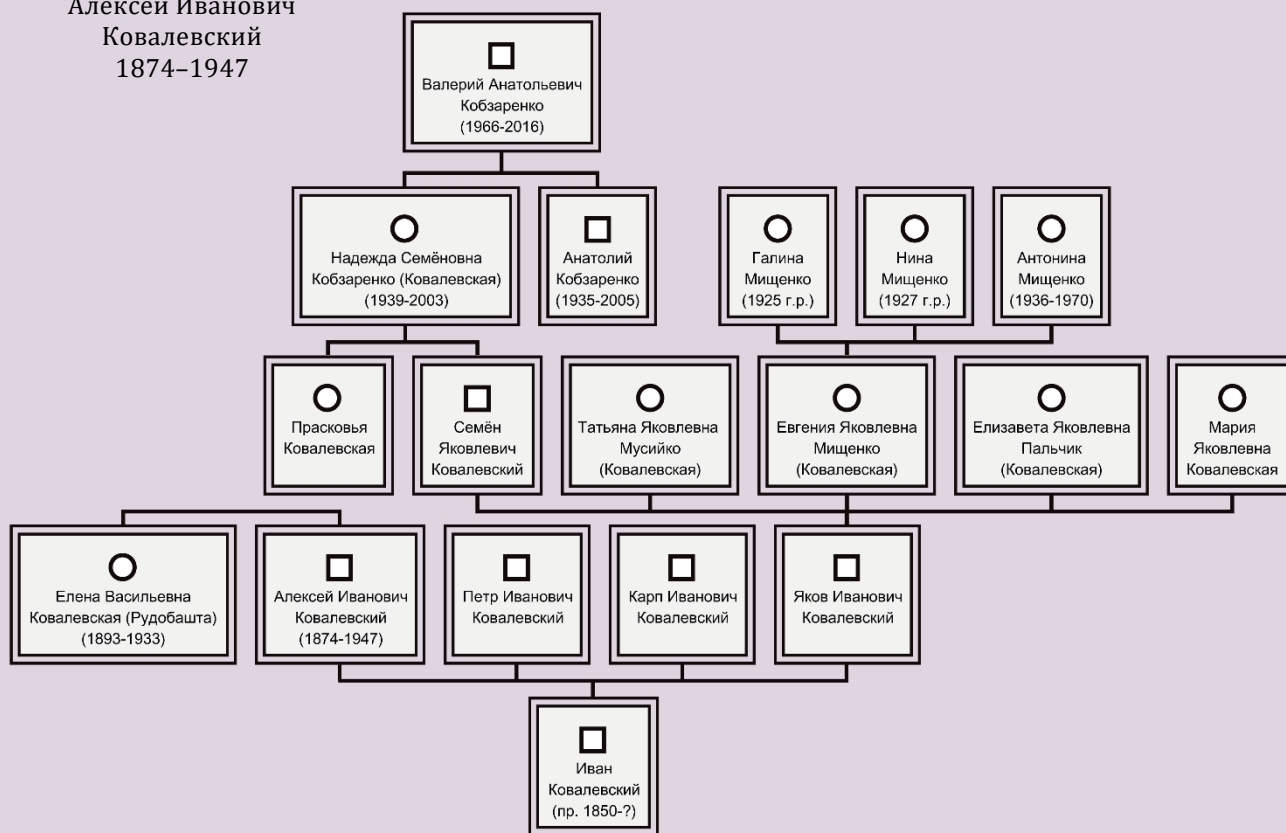 Алексей Иванович
Ковалевский
1874–1947
Валерий Анатольевич
Кобзаренко
(1966-2016)
Надежда Семёновна
Кобзаренко (Ковалевская)
(1939-2003)
Анатолий
Кобзаренко
(1935-2005)
Галина
Мищенко
(1925 г.р.)
Нина
Мищенко
(1927 г.р.)
Антонина
Мищенко
(1936-1970)
Прасковья
Ковалевская
Семён
Яковлевич
Ковалевский
Татьяна Яковлевна
Мусийко
(Ковалевская)
Евгения Яковлевна
Мищенко
(Ковалевская)
Елизавета Яковлевна
Пальчик
(Ковалевская)
Мария
Яковлевна
Ковалевская
Елена Васильевна
Ковалевская (Рудобашта)
(1893-1933)
Алексей Иванович
Ковалевский
(1874-1947)
Петр Иванович
Ковалевский
Карп Иванович
Ковалевский
Яков Иванович
Ковалевский
Иван
Ковалевский
(пр. 1850-?)